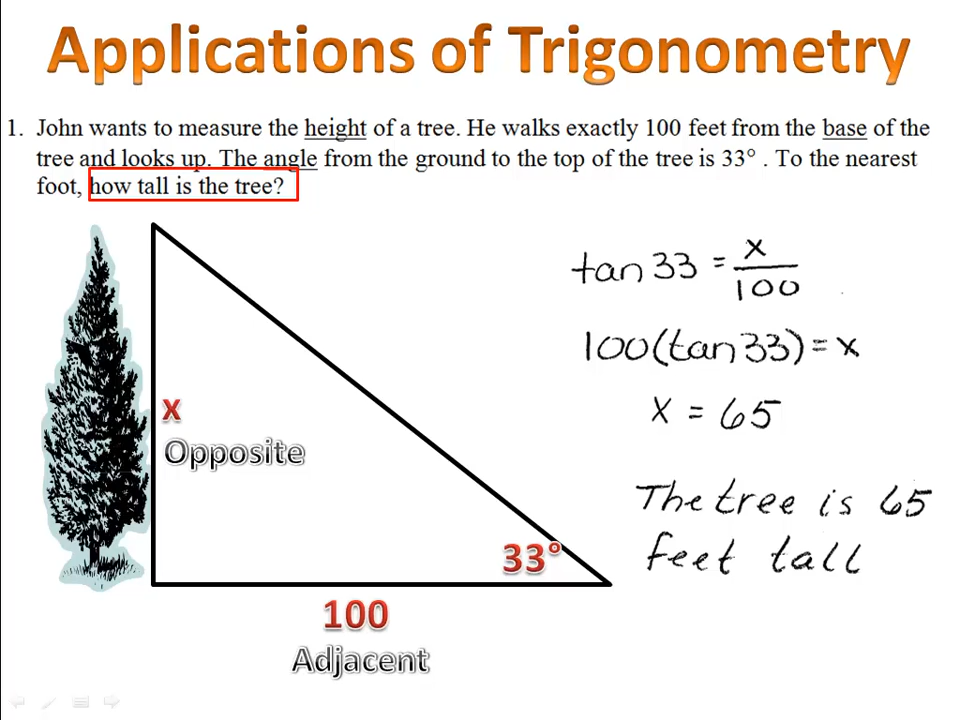 Applications of Trigonometry
1. John wants to measure the height of a tree. He walks exactly 100 feet from the base of the
tree and looks up. The angle from the ground to the top of the tree is 33° . To the nearest
foot, how tall is the tree?
tan 33 = x/100
100(tan 33) = x
x
x = 65
Opposite
The tree is 65
feet tall
33°
100
Adjacent